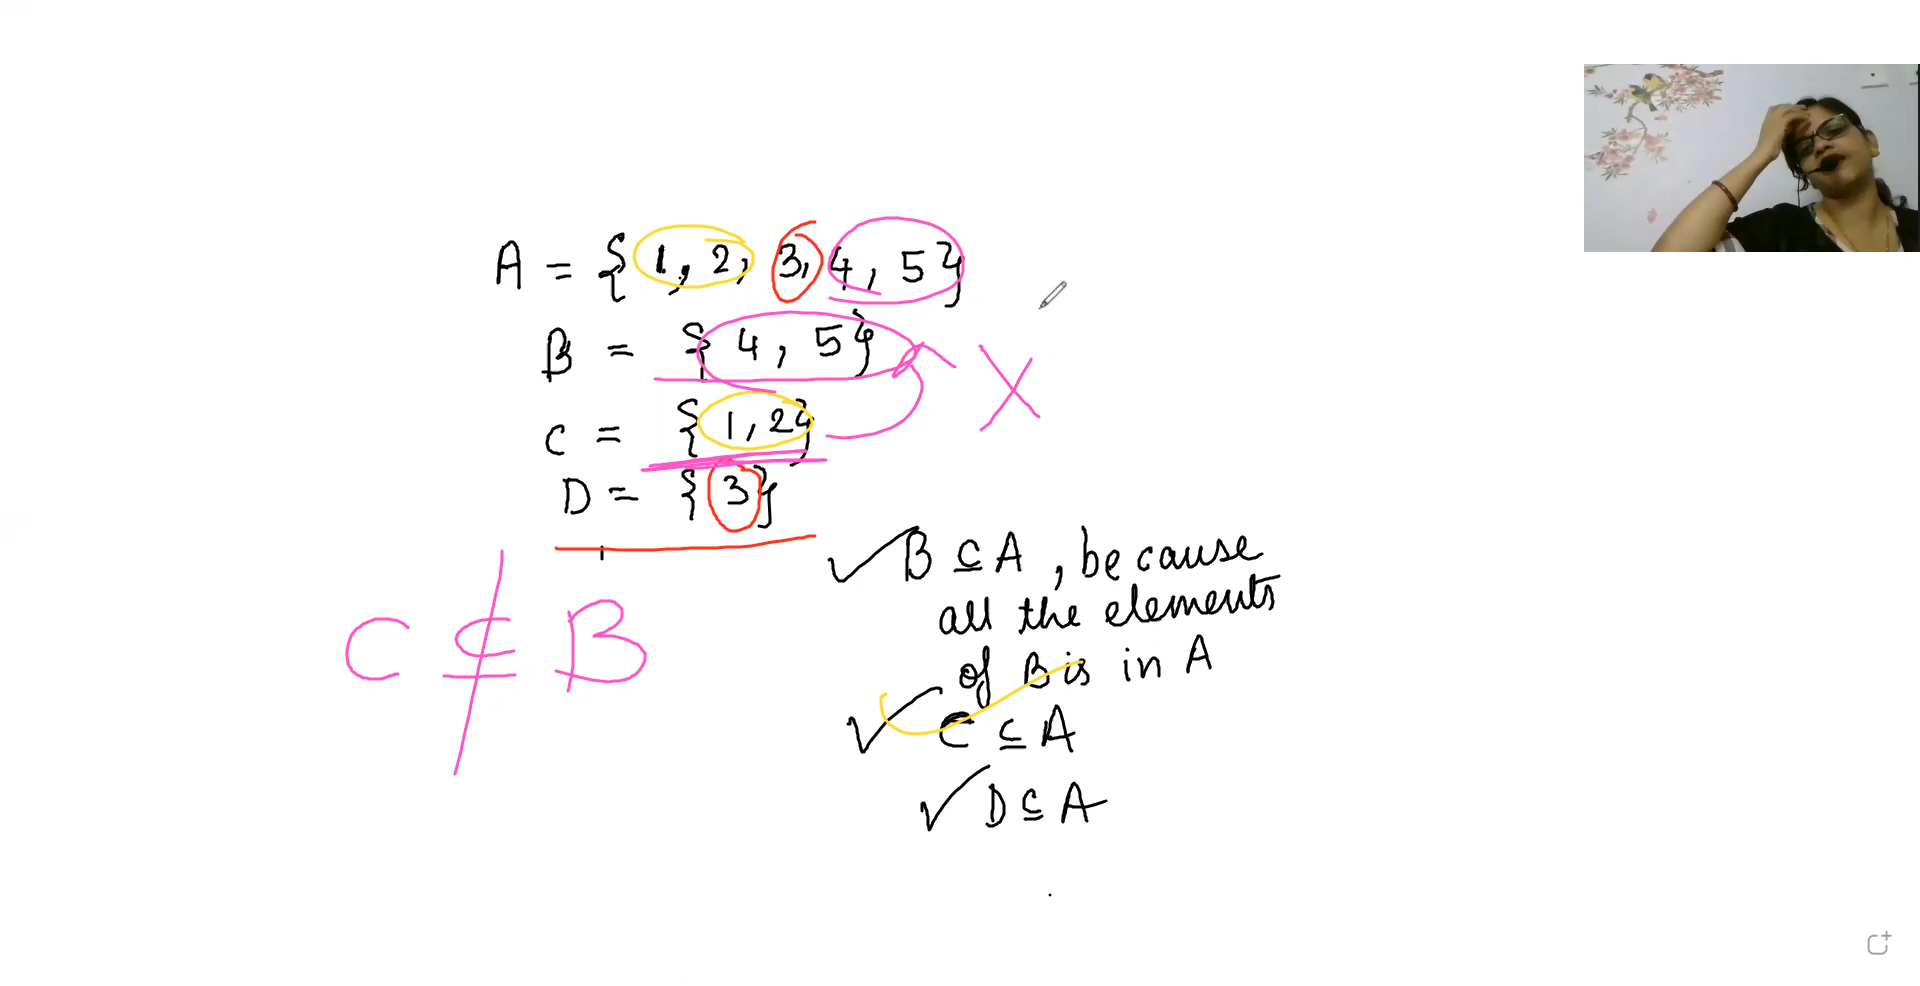 A = { 1, 2, 3, 4, 5 }
B = { 4, 5 }
X
C = { 1, 2 }
D = { 3 }
✓ B ⊆ A , because
all the elements
of B is in A
C ⊈ B
✓ C ⊆ A
✓ D ⊆ A